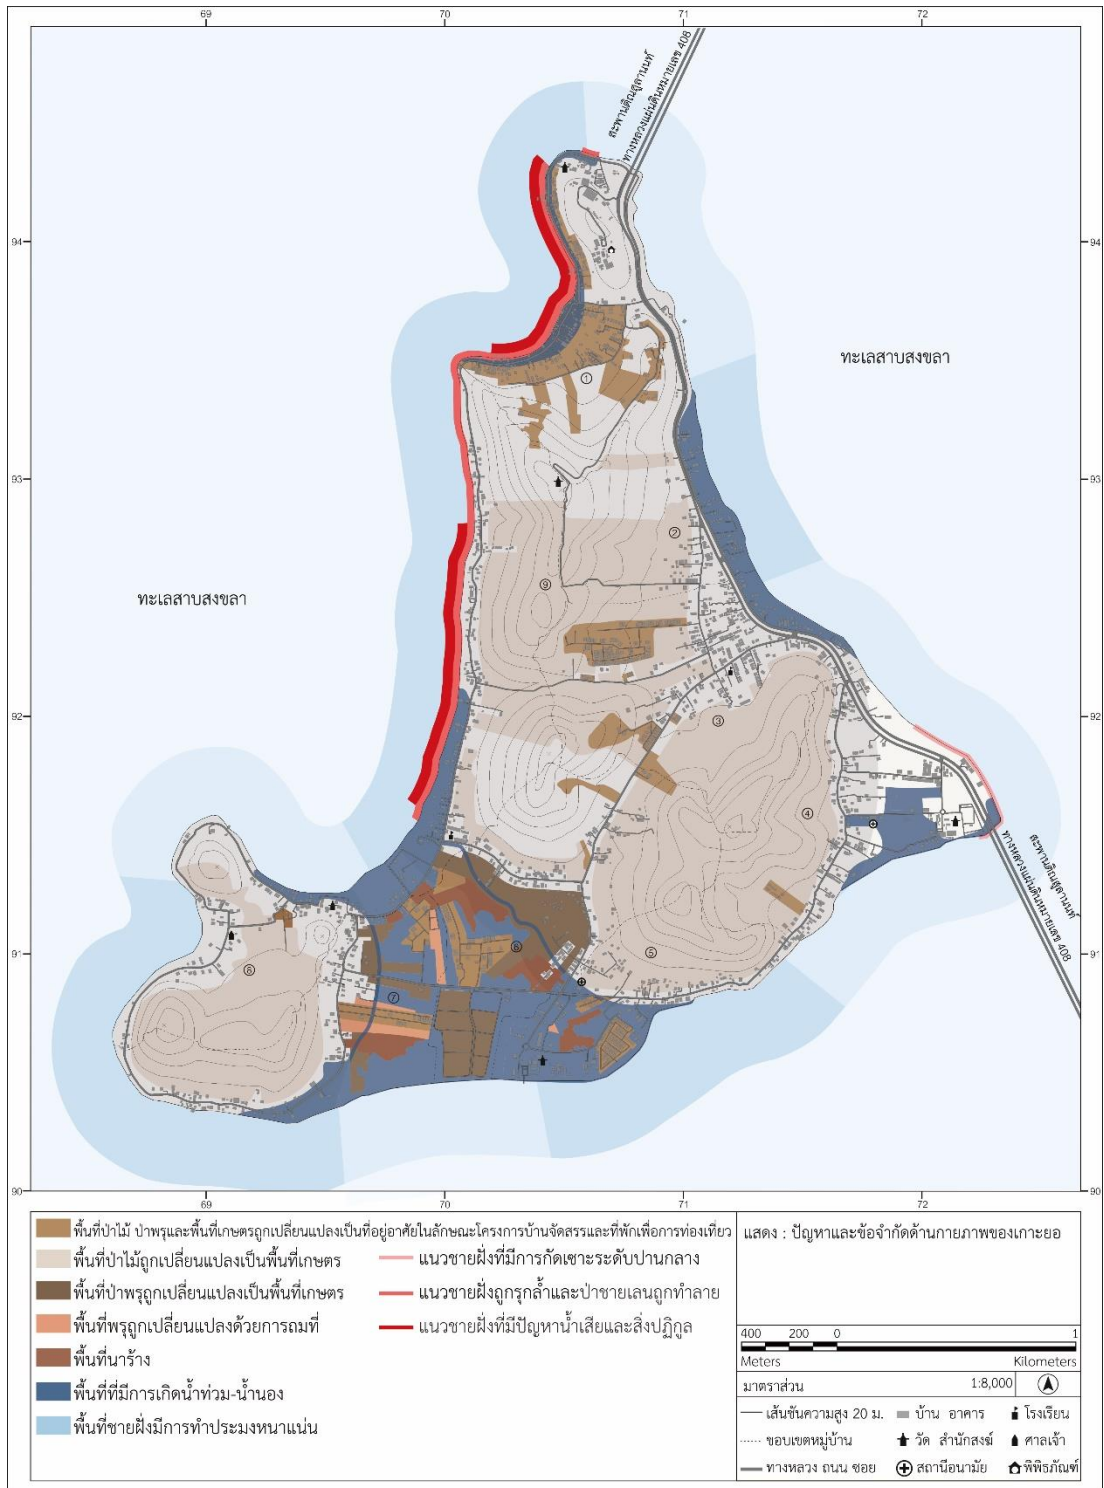 69 70 71 72
สะพานติณสูลานนท์
ทางหลวงแผ่นดินหมายเลข 408
94 94
ทะเลสาบสงขลา
①
93 93
②
⑨
ทะเลสาบสงขลา
92 92
③
④
สะพานติณสูลานนท
ทางหลวงแผ่นดินหมายเลข 408
91 91
⑥
⑤
⑧
⑦
90 90
69 70 71 72
พื้นที่ป่าไม้ ป่าพรุและพื้นที่เกษตรถูกเปลี่ยนแปลงเป็นที่อยู่อาศัยในลักษณะโครงการบ้านจัดสรรและที่พักเพื่อการท่องเที่ยว
พื้นที่ป่าไม้ถูกเปลี่ยนแปลงเป็นพื้นที่เกษตร
พื้นที่ป่าพรุถูกเปลี่ยนแปลงเป็นพื้นที่เกษตร
พื้นที่พรุถูกเปลี่ยนแปลงด้วยการถมที่
พื้นที่นาร้าง
พื้นที่ที่มีการเกิดน้ำท่วม-น้ำนอง
พื้นที่ชายฝั่งมีการทำประมงหนาแน่น
แนวชายฝั่งที่มีการกัดเซาะระดับปานกลาง
แนวชายฝั่งถูกรุกล้ำและป่าชายเลนถูกทำลาย
แนวชายฝั่งที่มีปัญหาน้ำเสียและสิ่งปฏิกูล
แสดง : ปัญหาและข้อจำกัดด้านกายภาพของเกาะยอ
400 200 0 1
Meters Kilometers
มาตราส่วน 1:8,000
เส้นชั้นความสูง 20 ม. บ้าน อาคาร โรงเรียน
ขอบเขตหมู่บ้าน วัด สำนักสงฆ์ ศาลเจ้า
ทางหลวง ถนน ซอย สถานีอนามัย พิพิธภัณฑ์